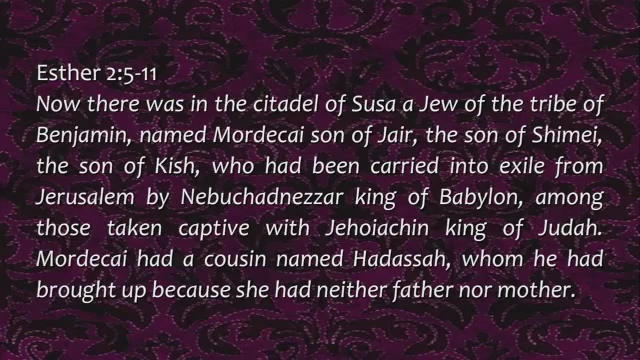 Esther 2:5-11
Now there was in the citadel of Susa a Jew of the tribe of
Benjamin, named Mordecai son of Jair, the son of Shimei,
the son of Kish, who had been carried into exile from
Jerusalem by Nebuchadnezzar king of Babylon, among
those taken captive with Jehoiachin king of Judah.
Mordecai had a cousin named Hadassah, whom he had
brought up because she had neither father nor mother.